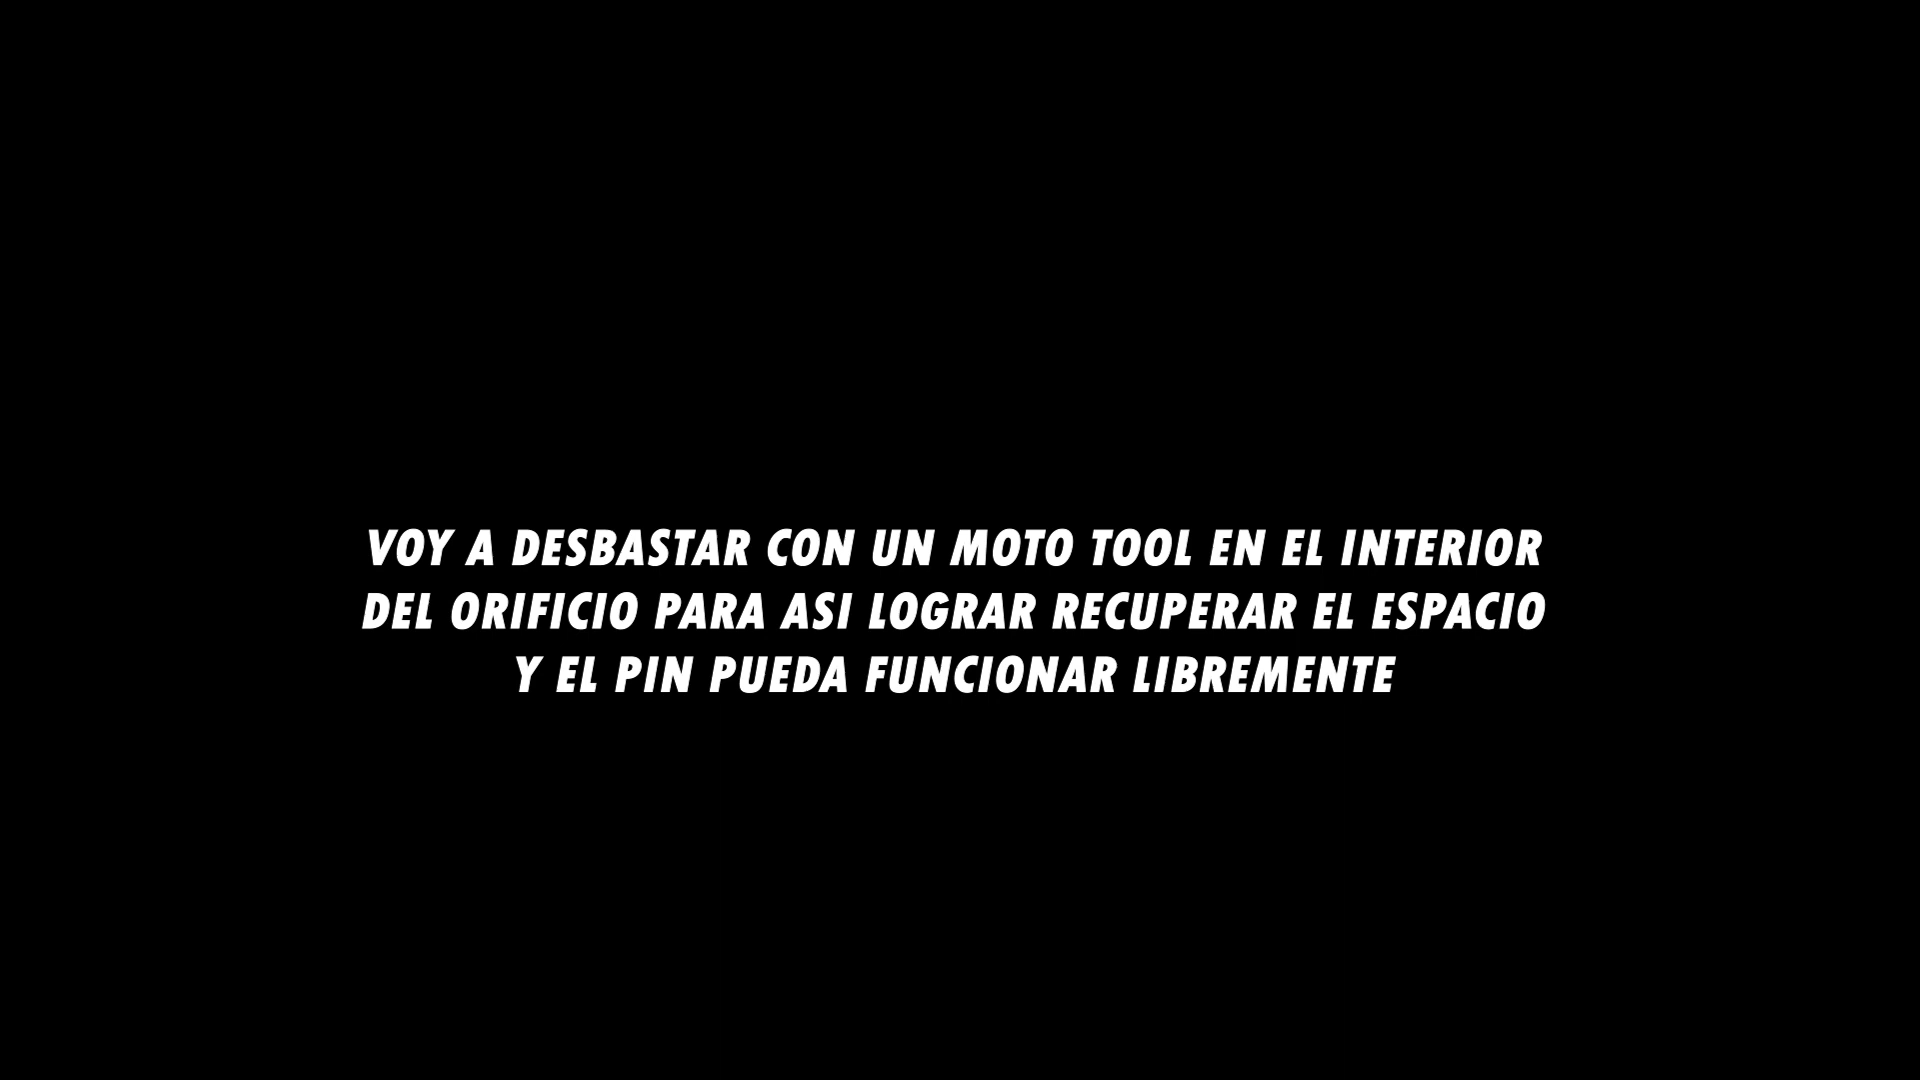 VOY A DESBASTAR CON UN MOTO TOOL EN EL INTERIOR
DEL ORIFICIO PARA ASI LOGRAR RECUPERAR EL ESPACIO
Y EL PIN PUEDA FUNCIONAR LIBREMENTE